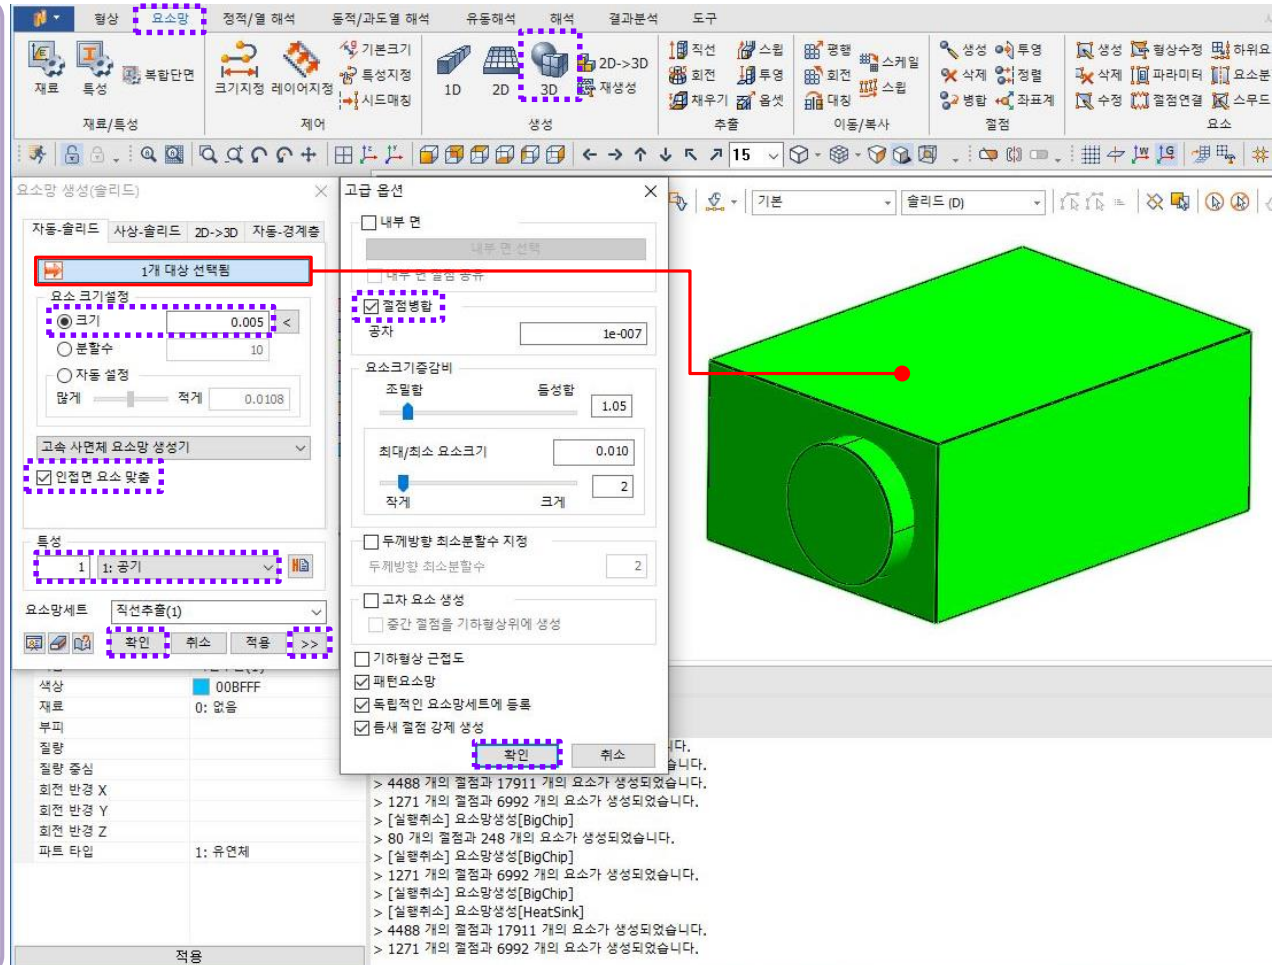 형상 요소망 정적/열 해석 동적/과도열 해석 유동해석 해석 결과분석 도구
재료 특성 복합단면
크기지정 레이어지정 기본크기
특성지정
시드매칭
1D 2D 3D 2D->3D
재생성
직선 스윕
회전 투영
채우기 옵셋
평행 스케일
회전 스윕
대칭
생성 투영
삭제 정렬
병합 좌표계
생성 형상수정 하위요
삭제 파라미터 요소분
수정 절점연결 스무드
재료/특성 제어 생성 추출 이동/복사 절점 요소
15
기본 솔리드 (D)
요소망 생성(솔리드)
자동-솔리드 사상-솔리드 2D->3D 자동-경계층
1개 대상 선택됨
요소 크기설정
크기 0.005 <
분할수 10
자동 설정
많게 적게 0.0108
고속 사면체 요소망 생성기
인접면 요소 맞춤
특성
1 1: 공기
요소망세트 직선추출(1)
확인 취소 적용 >>
색상 00BFFF
재료 0: 없음
부피
질량
질량 중심
회전 반경 X
회전 반경 Y
회전 반경 Z
파트 타입 1: 유연체
적용
고급 옵션
내부 면
내부 면 선택
내부 면 절점 공유
절점병합
공차 1e-007
요소크기증감비
조밀함 듬성함
1.05
최대/최소 요소크기 0.010
2
작게 크게
두께방향 최소분할수 지정
두께방향 최소분할수 2
고차 요소 생성
중간 절점을 기하형상위에 생성
기하형상 근접도
패턴요소망
독립적인 요소망세트에 등록
틈새 절점 강제 생성
확인 취소
니다.
습니다.
> 4488 개의 절점과 17911 개의 요소가 생성되었습니다.
> 1271 개의 절점과 6992 개의 요소가 생성되었습니다.
> [실행취소] 요소망생성[BigChip]
> 80 개의 절점과 248 개의 요소가 생성되었습니다.
> [실행취소] 요소망생성[BigChip]
> 1271 개의 절점과 6992 개의 요소가 생성되었습니다.
> [실행취소] 요소망생성[BigChip]
> [실행취소] 요소망생성[HeatSink]
> 4488 개의 절점과 17911 개의 요소가 생성되었습니다.
> 1271 개의 절점과 6992 개의 요소가 생성되었습니다.